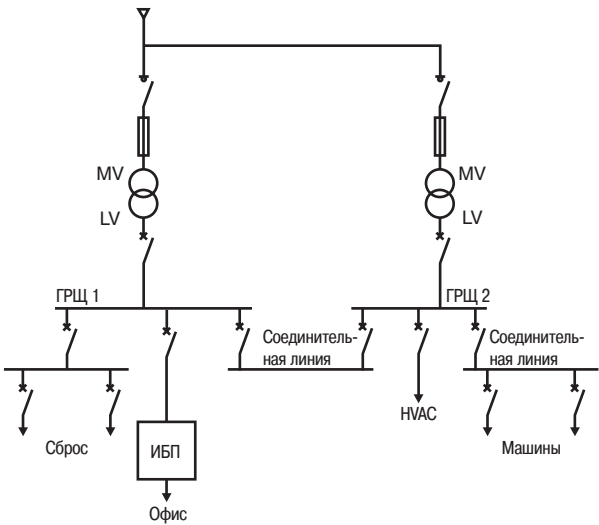 MV
MV
LV
LV
ГРЩ 1
ГРЩ 2
Соединитель-
ная линия
Соединитель-
ная линия
HVAC
Сброс
ИБП
Машины
Офис